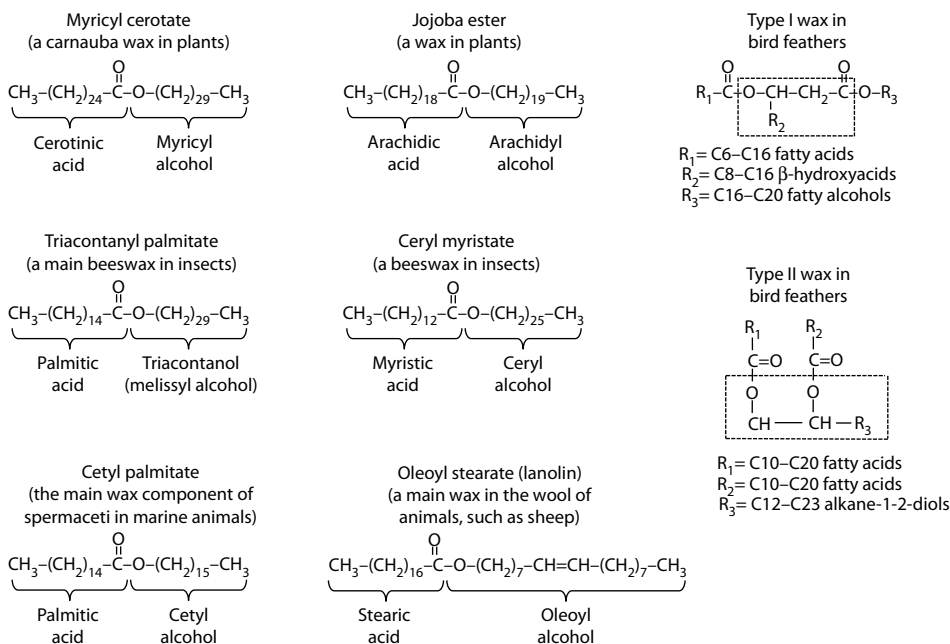 Myricyl cerotate
(a carnauba wax in plants)
O
CH3–(CH2)24–C–O–(CH2)29–CH3
Cerotinic
acid
Myricyl
alcohol
Jojoba ester
(a wax in plants)
O
CH3–(CH2)18–C–O–(CH2)19–CH3
Arachidic
acid
Arachidyl
alcohol
Type I wax in
bird feathers
O O
R1–C–O–CH–CH2–C–O–R3
R2
R1= C6–C16 fatty acids
R2= C8–C16 β-hydroxyacids
R3= C16–C20 fatty alcohols
Triacontanyl palmitate
(a main beeswax in insects)
O
CH3–(CH2)14–C–O–(CH2)29–CH3
Palmitic
acid
Triacontanol
(melissyl alcohol)
Ceryl myristate
(a beeswax in insects)
O
CH3–(CH2)12–C–O–(CH2)25–CH3
Myristic
acid
Ceryl
alcohol
Type II wax in
bird feathers
R1 R2
C=O C=O
O O
CH — CH–R3
R1= C10–C20 fatty acids
R2= C10–C20 fatty acids
R3= C12–C23 alkane-1-2-diols
Cetyl palmitate
(the main wax component of
spermaceti in marine animals)
O
CH3–(CH2)14–C–O–(CH2)15–CH3
Palmitic
acid
Cetyl
alcohol
Oleoyl stearate (lanolin)
(a main wax in the wool of
animals, such as sheep)
O
CH3–(CH2)16–C–O–(CH2)7–CH=CH–(CH2)7–CH3
Stearic
acid
Oleoyl
alcohol